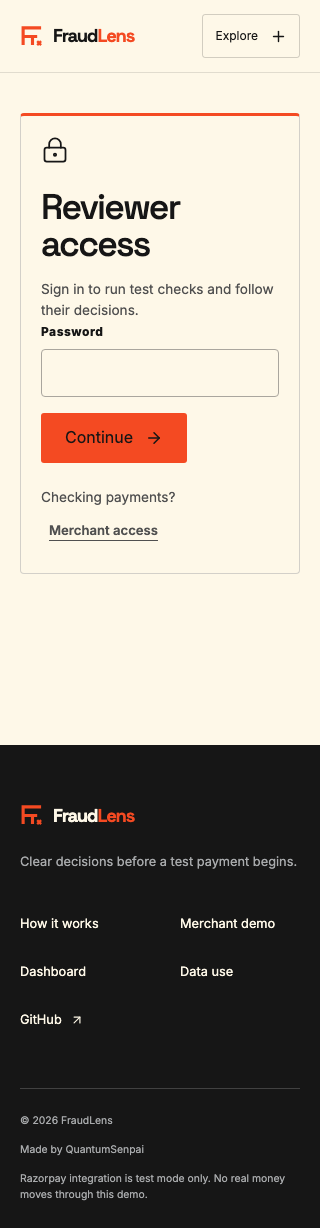 FraudLens
Explore
Reviewer
access
Sign in to run test checks and follow
their decisions.
Password
Continue
Checking payments?
Merchant access
FraudLens
Clear decisions before a test payment begins.
How it works
Merchant demo
Dashboard
Data use
GitHub
© 2026 FraudLens
Made by QuantumSenpai
Razorpay integration is test mode only. No real money
moves through this demo.